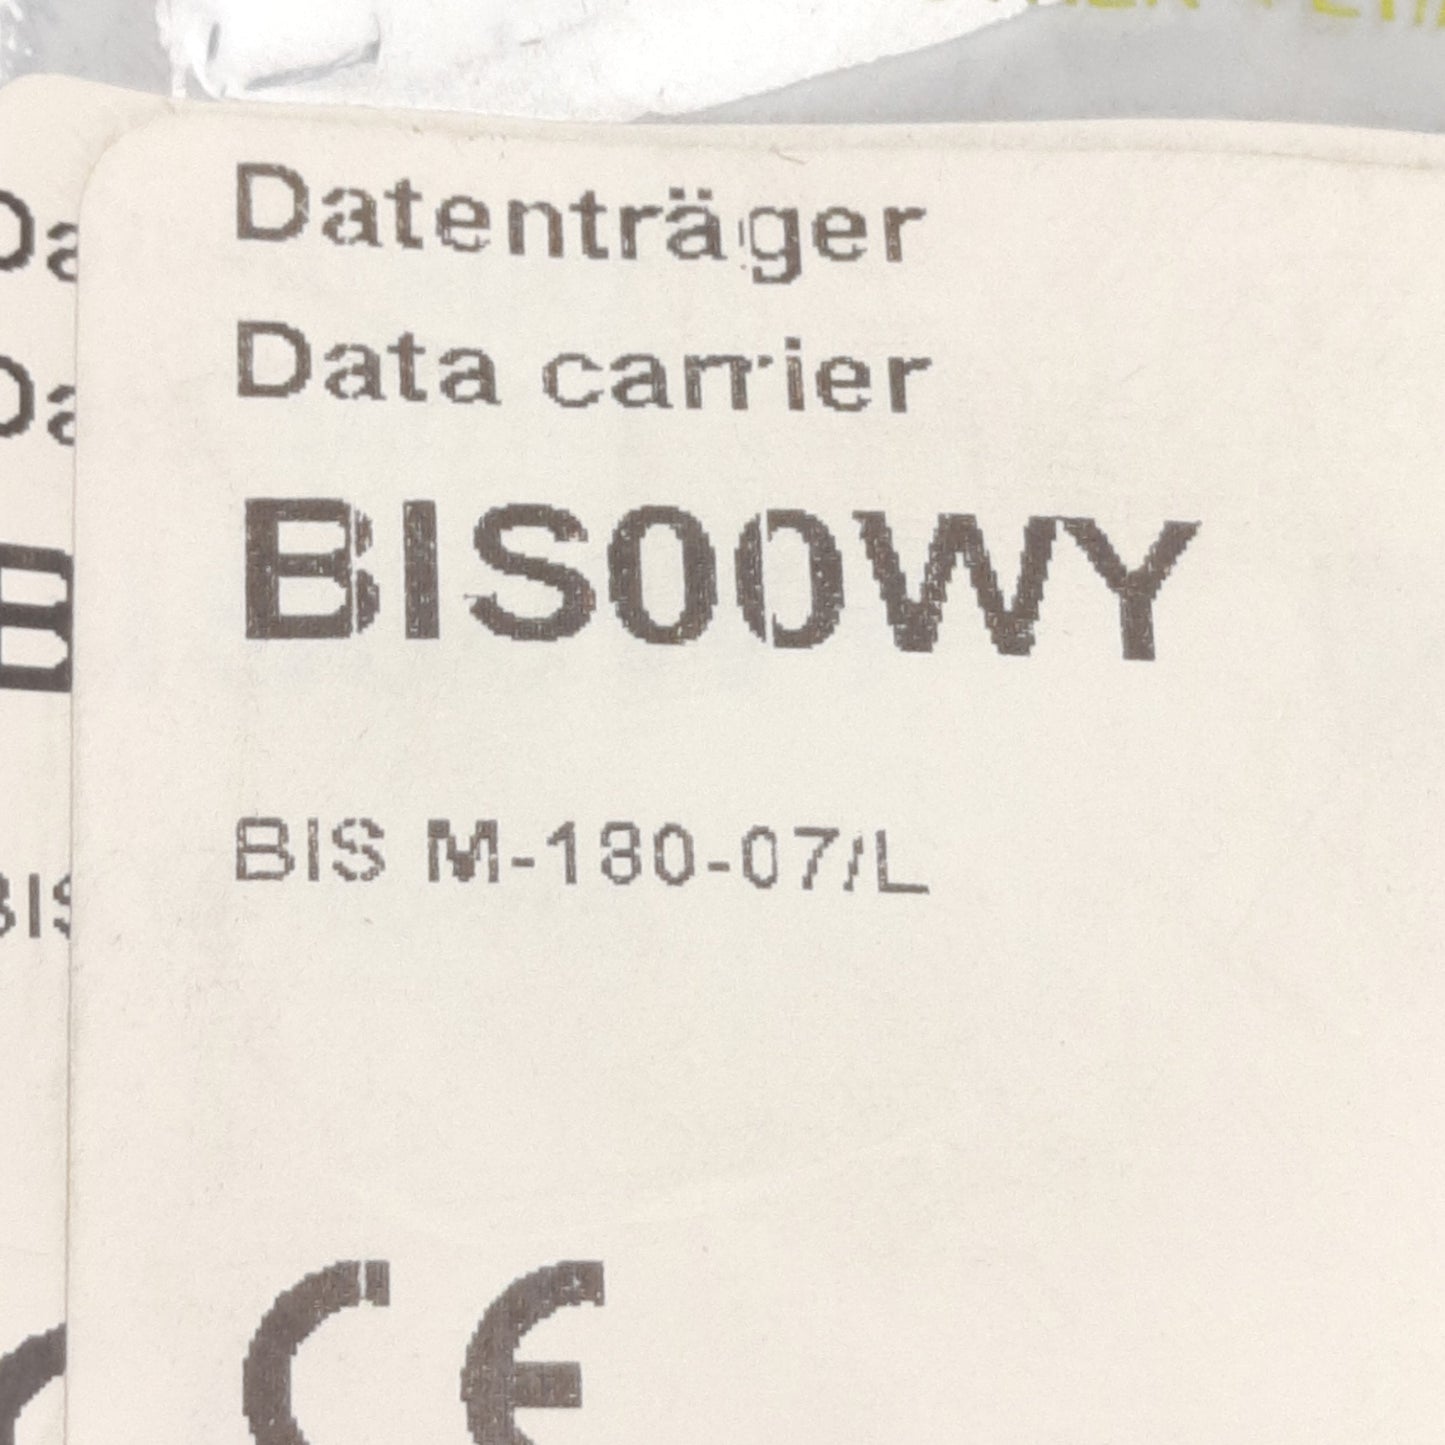 Datenträger
Data carrier
BIS00WY
BIS M-180-07/L
CE